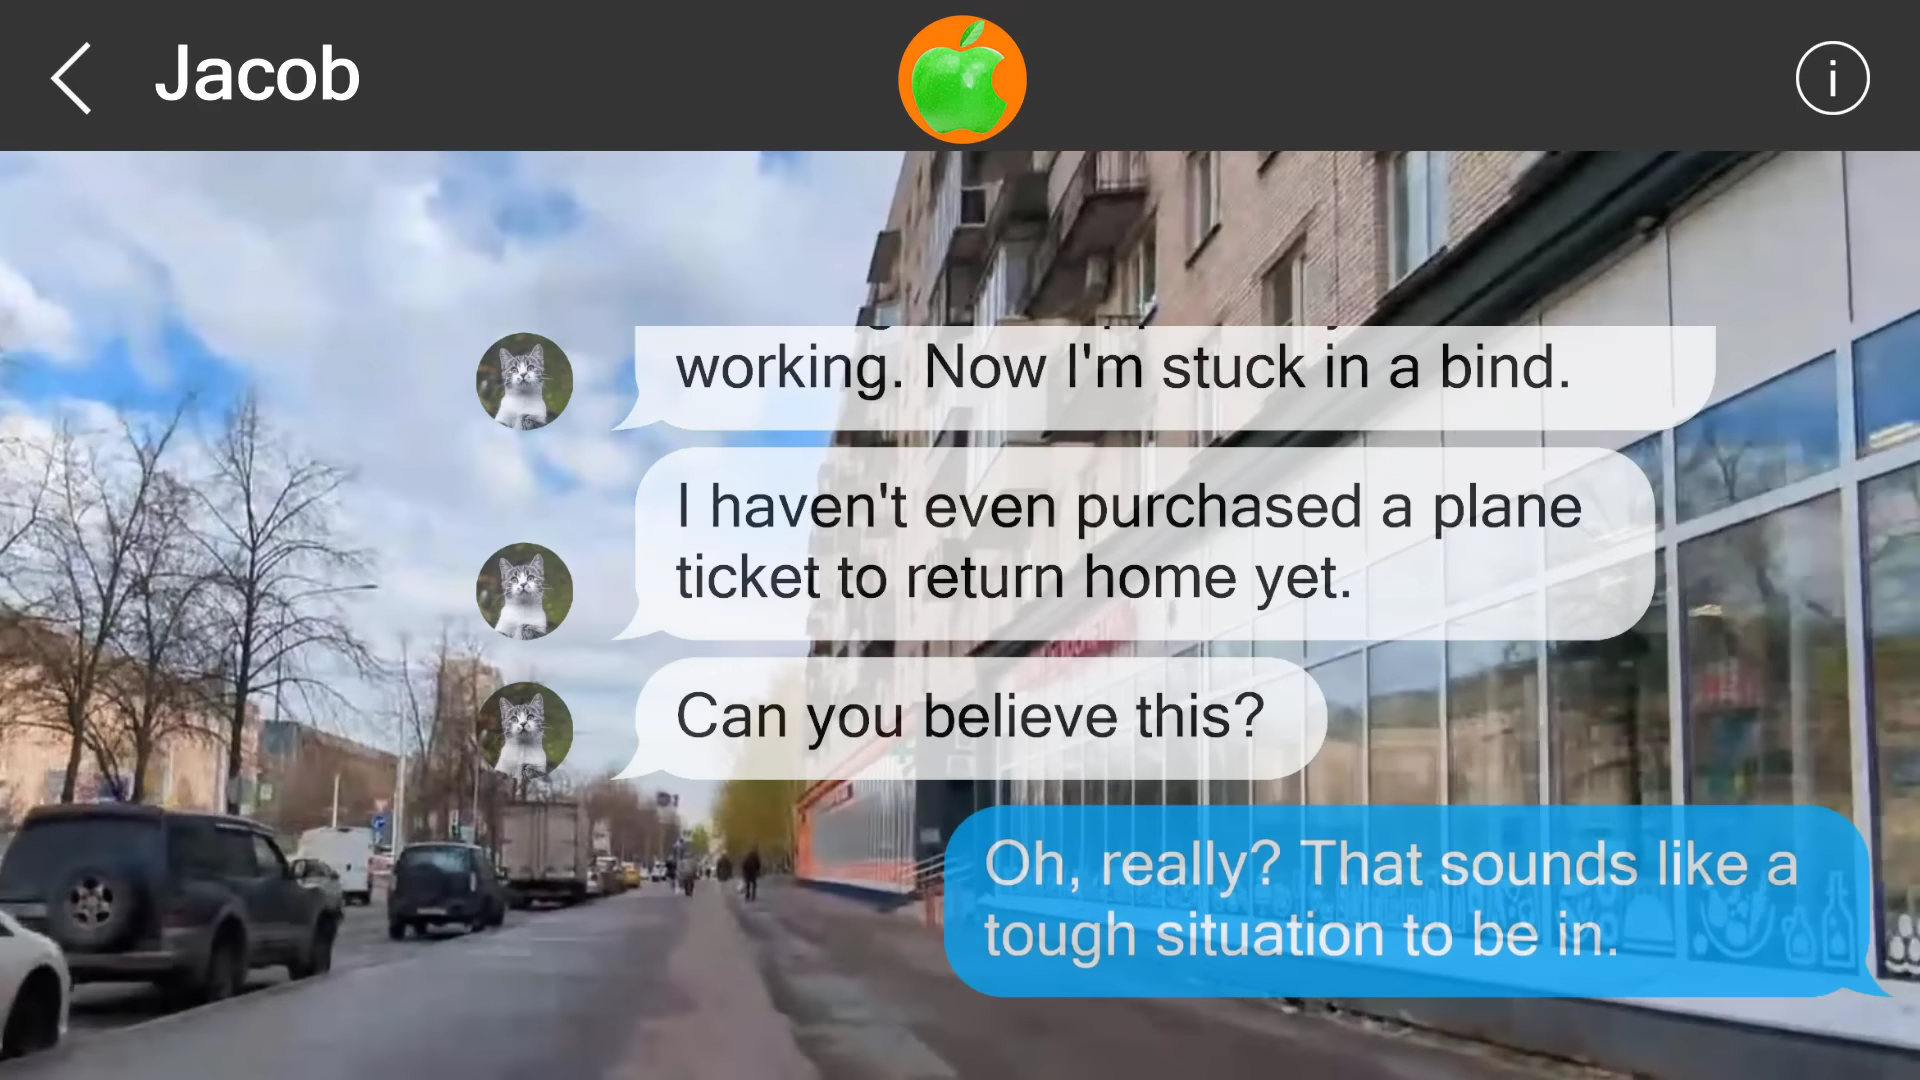 Jacob
working. Now I'm stuck in a bind.
I haven't even purchased a plane
ticket to return home yet.
Can you believe this?
Oh, really? That sounds like a
tough situation to be in.